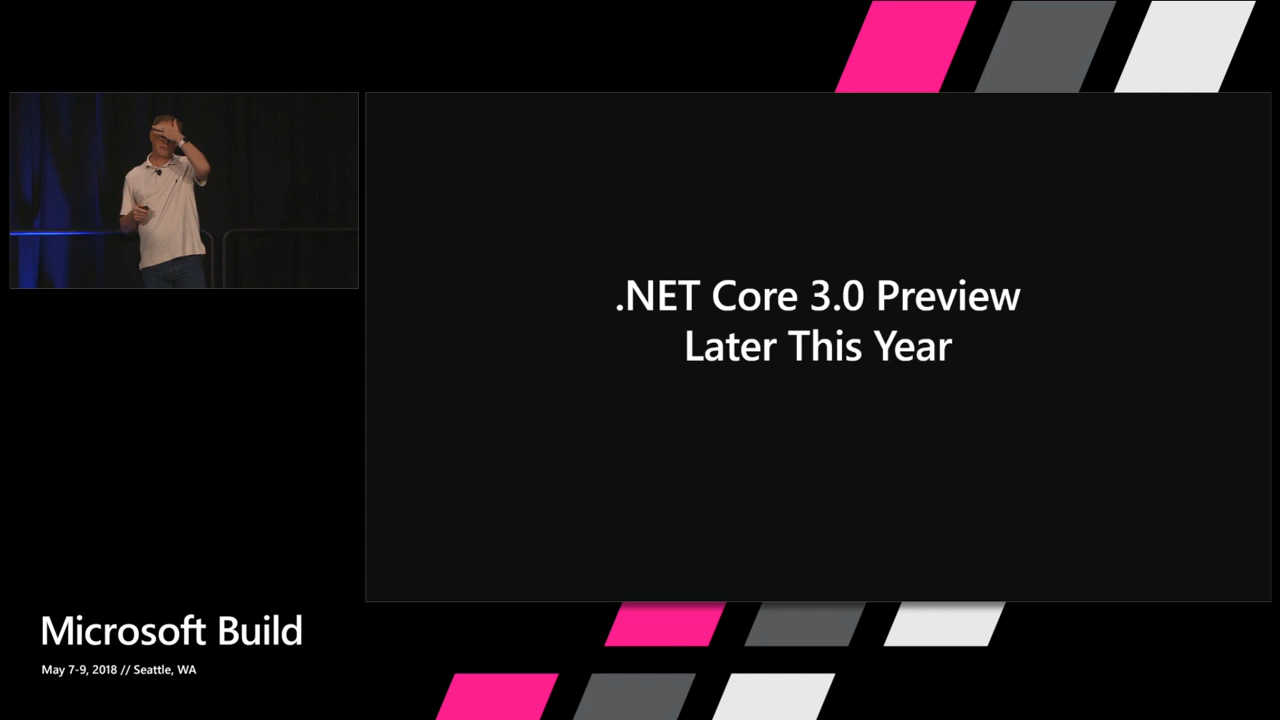 .NET Core 3.0 Preview
Later This Year
Microsoft Build
May 7-9, 2018 // Seattle, WA